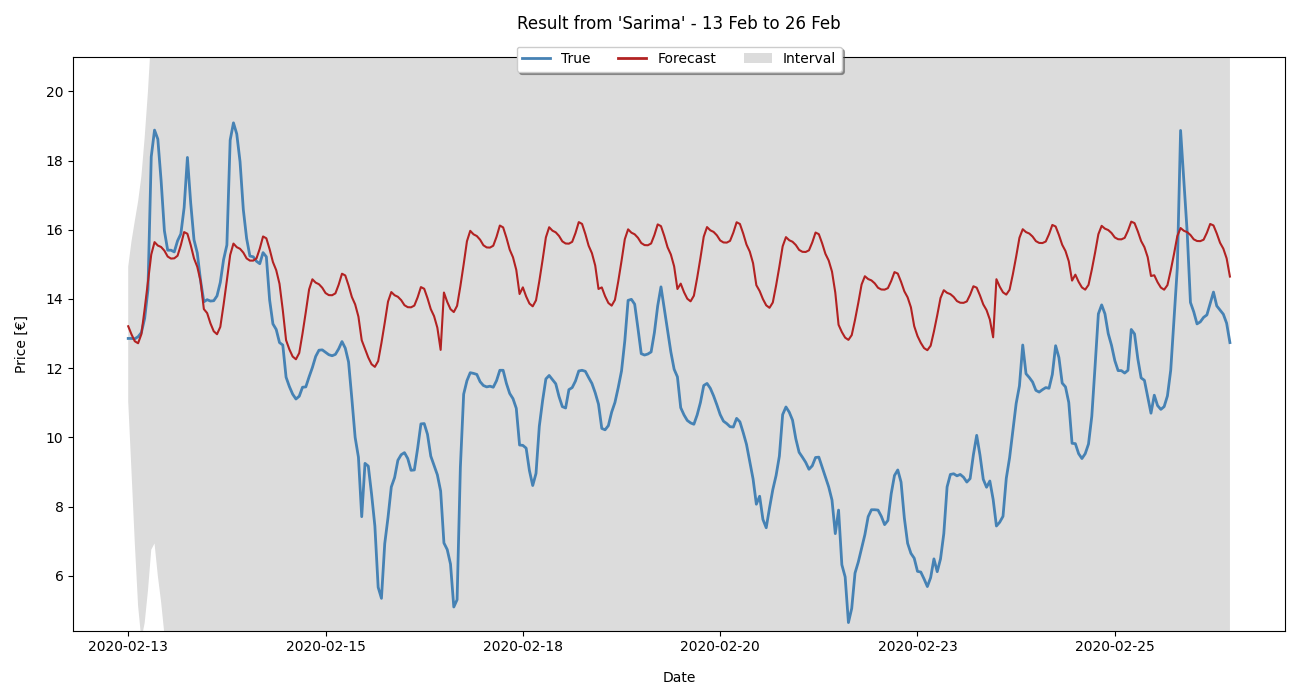 Result from 'Sarima' - 13 Feb to 26 Feb
True Forecast Interval
Price [€]
20
18
16
14
12
10
8
6
2020-02-13 2020-02-15 2020-02-18 2020-02-20 2020-02-23 2020-02-25
Date